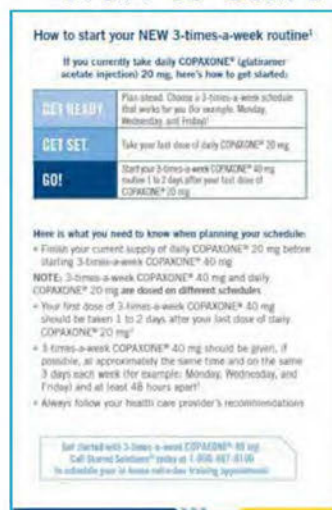 How to start your NEW 3-times-a-week routine¹
If you currently take daily COPAXONE® (glatiramer
acetate injection) 20 mg, here's how to get started:
GET READY.
Plan ahead. Choose a 3-times-a-week schedule
that works for you (for example: Monday,
Wednesday, and Friday)¹
GET SET.
Take your last dose of daily COPAXONE® 20 mg
GO!
Start your 3-times-a-week COPAXONE® 40 mg
routine 1 to 2 days after your last dose of
COPAXONE® 20 mg
Here is what you need to know when planning your schedule:
• Finish your current supply of daily COPAXONE® 20 mg before
starting 3-times-a-week COPAXONE® 40 mg
NOTE: 3-times-a-week COPAXONE® 40 mg and daily
COPAXONE® 20 mg are dosed on different schedules
• Your first dose of 3-times-a-week COPAXONE® 40 mg
should be taken 1 to 2 days after your last dose of daily
COPAXONE® 20 mg¹
• 3-times-a-week COPAXONE® 40 mg should be given, if
possible, at approximately the same time and on the same
3 days each week (for example: Monday, Wednesday, and
Friday) and at least 48 hours apart¹
• Always follow your health care provider's recommendations
Get started with 3-times-a-week COPAXONE® 40 mg!
Call Shared Solutions® today at 1-800-887-8100
to schedule your in-home refresher training appointment